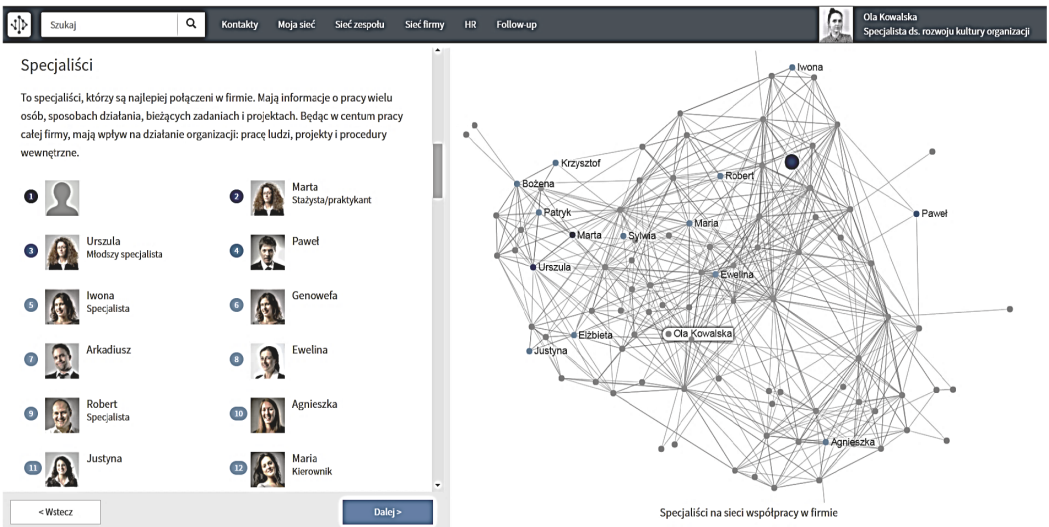 Szukaj
Kontakty
Moja sieć
Sieć zespołu
Sieć firmy
HR
Follow-up
Ola Kowalska
Specjalista ds. rozwoju kultury organizacji
Specjaliści
To specjaliści, którzy są najlepiej połączeni w firmie. Mają informacje o pracy wielu
osób, sposobach działania, bieżących zadaniach i projektach. Będąc w centum pracy
całej firmy, mają wpływ na działanie organizacji: pracę ludzi, projekty i procedury
wewnętrzne.
1
2
Marta
Stażysta/praktykant
3
Urszula
Młodszy specjalista
4
Paweł
5
Iwona
Specjalista
6
Genowefa
7
Arkadiusz
8
Ewelina
9
Robert
Specjalista
10
Agnieszka
11
Justyna
12
Maria
Kierownik
< Wstecz
Dalej >
Iwona
Krzysztof
Robert
Bożena
Patryk
Paweł
Maria
Marta
Sylwia
Urszula
Ewelina
Elżbieta
Ola Kowalska
Justyna
Agnieszka
Specjaliści na sieci współpracy w firmie